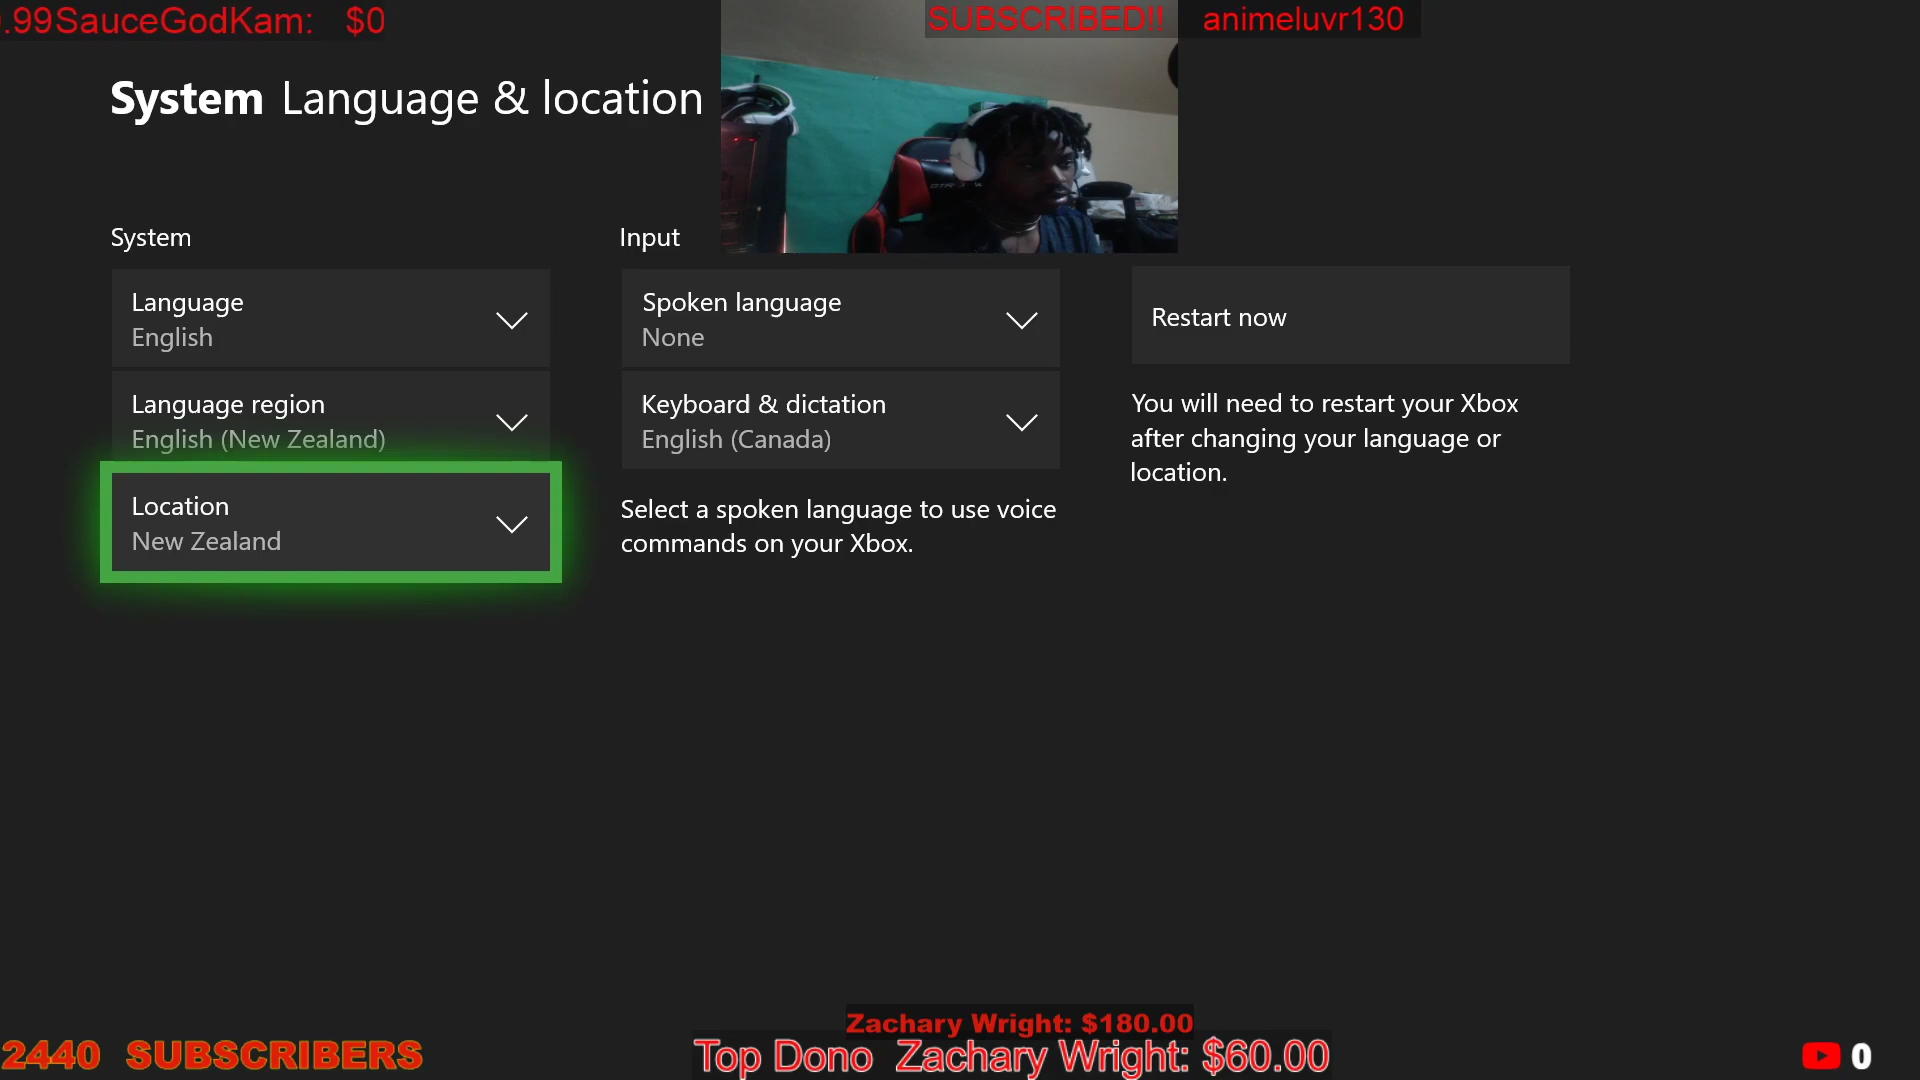 .99SauceGodKam: $0
SUBSCRIBED!! animeluvr130
System Language & location
System
Language
English
Language region
English (New Zealand)
Location
New Zealand
Input
Spoken language
None
Keyboard & dictation
English (Canada)
Select a spoken language to use voice
commands on your Xbox.
Restart now
You will need to restart your Xbox
after changing your language or
location.
Zachary Wright: $180.00
2440 SUBSCRIBERS
Top Dono Zachary Wright: $60.00
0